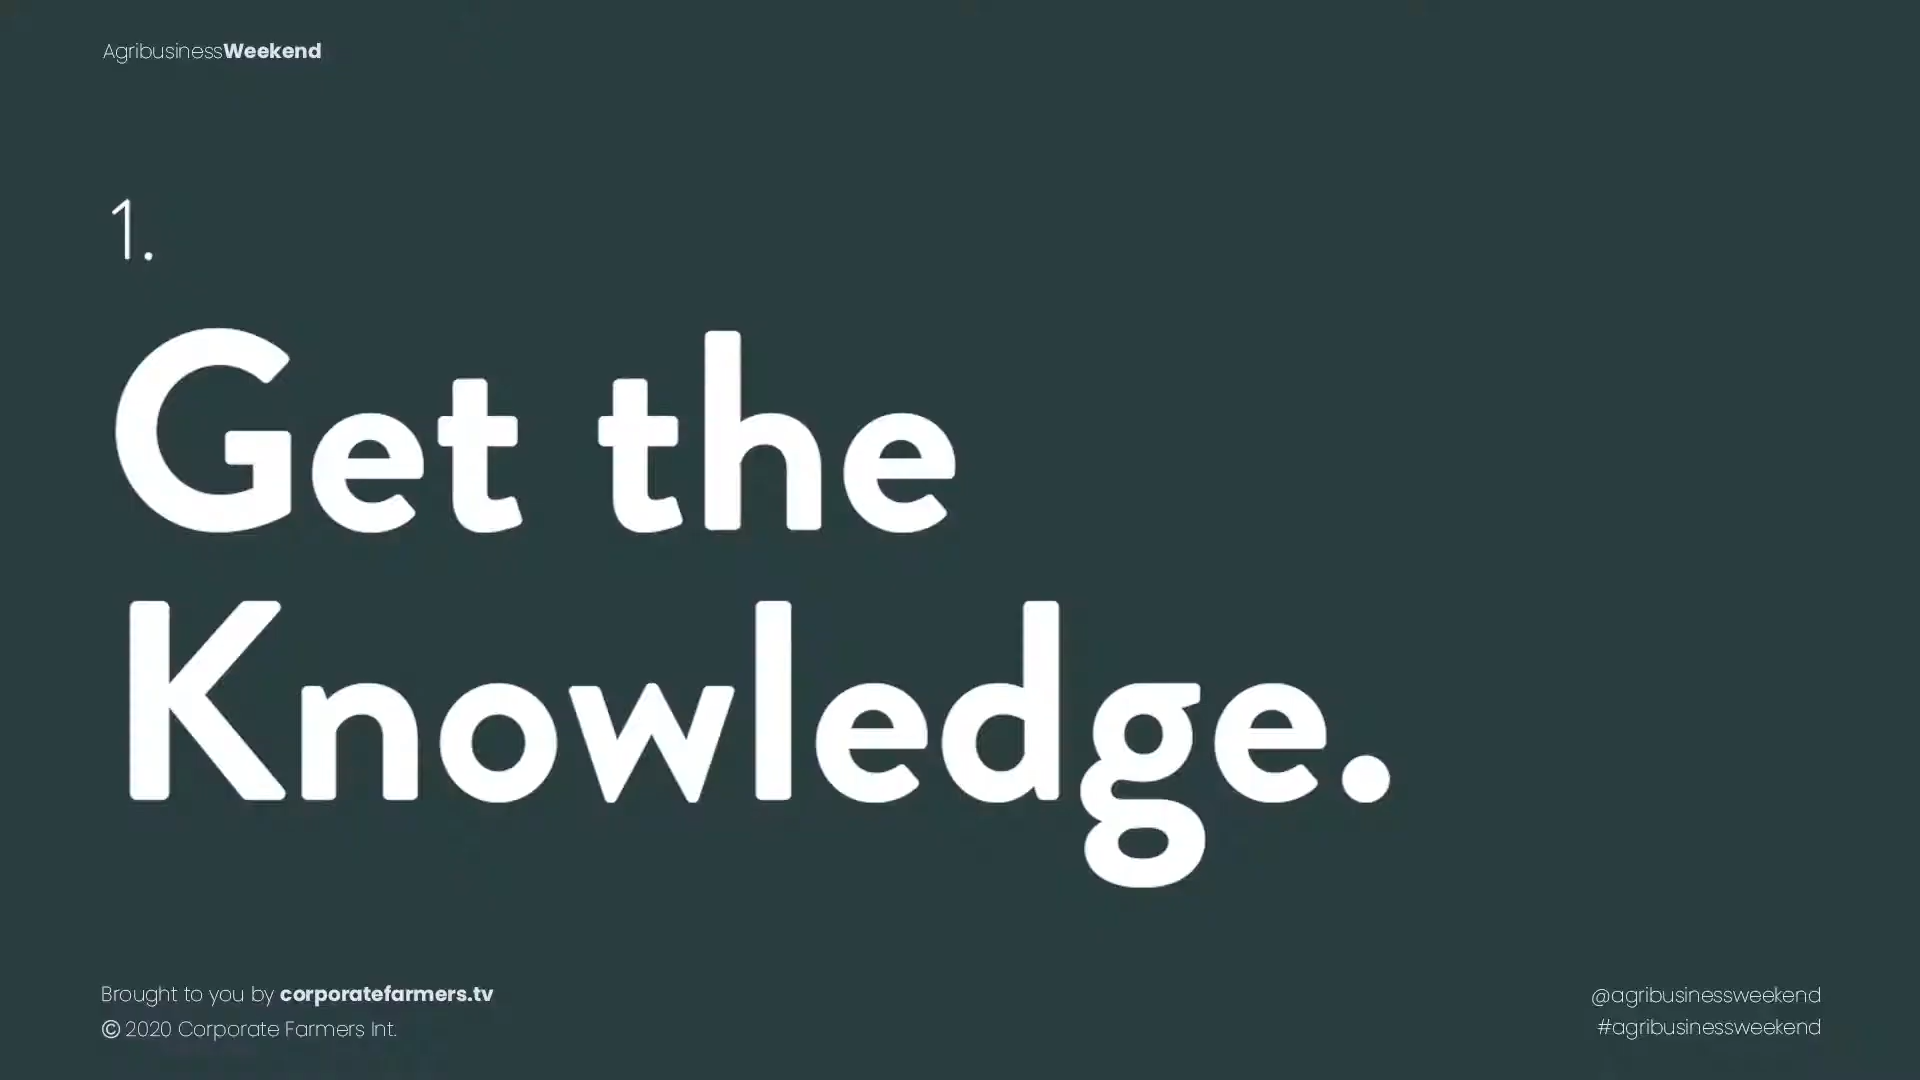 AgribusinessWeekend
1.
Get the
Knowledge.
Brought to you by corporatefarmers.tv
© 2020 Corporate Farmers Int.
@agribusinessweekend
#agribusinessweekend